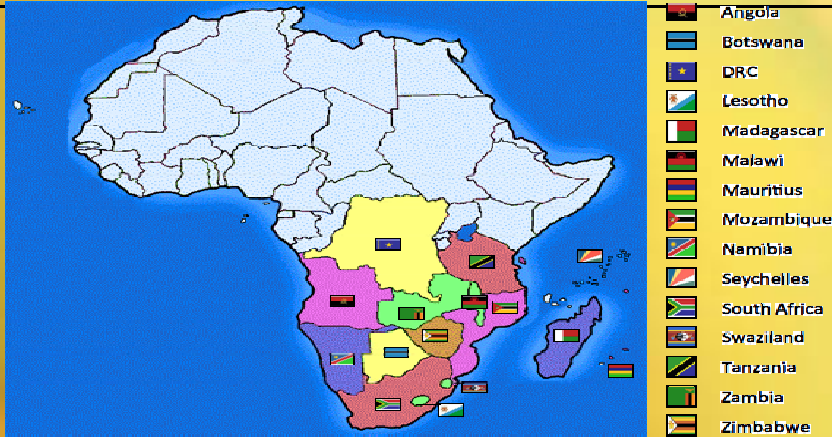 Angola
Botswana
DRC
Lesotho
Madagascar
Malawi
Mauritius
Mozambique
Namibia
Seychelles
South Africa
Swaziland
Tanzania
Zambia
Zimbabwe